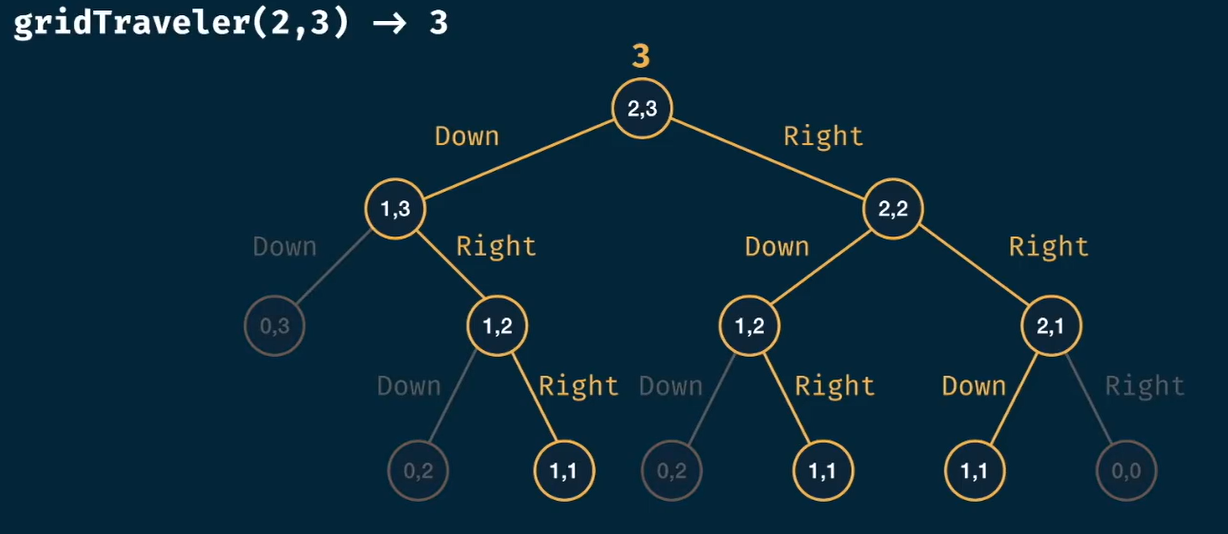 gridTraveler(2,3) → 3
3
2,3
Down
Right
1,3
2,2
Down
Right
Down
Right
0,3
1,2
1,2
2,1
Down
Right
Down
Right
Down
Right
0,2
1,1
0,2
1,1
1,1
0,0